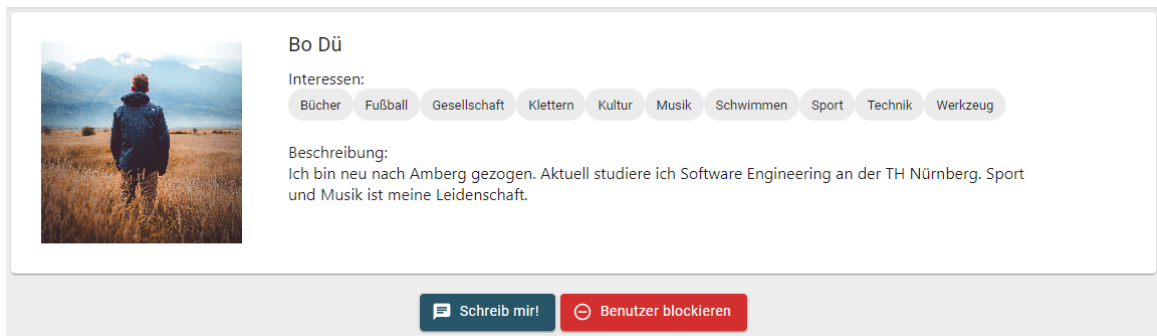 Bo Dü
Interessen:
Bücher Fußball Gesellschaft Klettern Kultur Musik Schwimmen Sport Technik Werkzeug
Beschreibung:
Ich bin neu nach Amberg gezogen. Aktuell studiere ich Software Engineering an der TH Nürnberg. Sport
und Musik ist meine Leidenschaft.
Schreib mir! Benutzer blockieren